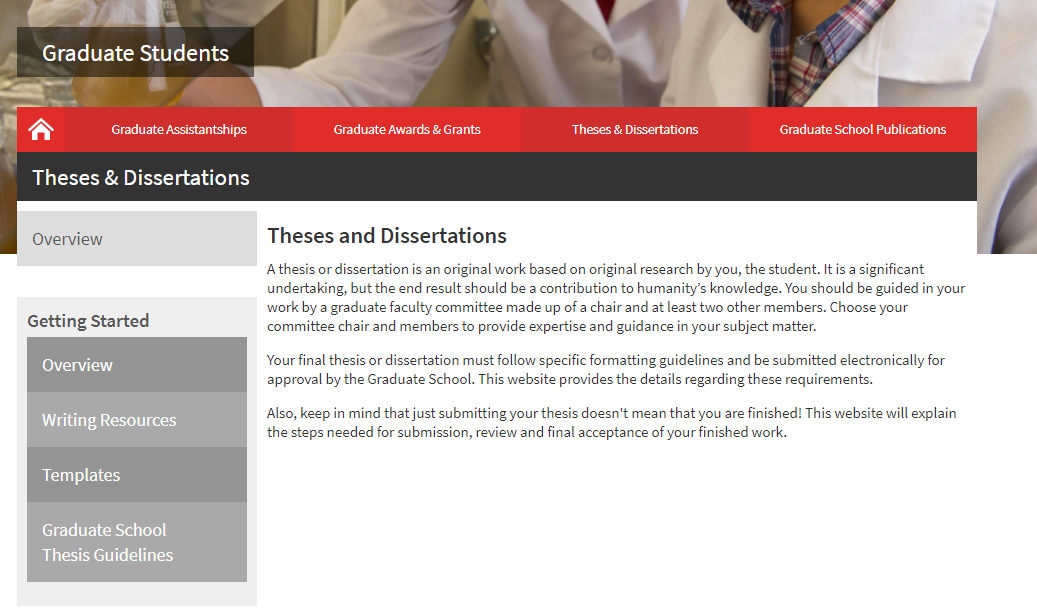 Graduate Students
Graduate Assistantships
Graduate Awards & Grants
Theses & Dissertations
Graduate School Publications
Theses & Dissertations
Overview
Getting Started
Overview
Writing Resources
Templates
Graduate School
Thesis Guidelines
Theses and Dissertations
A thesis or dissertation is an original work based on original research by you, the student. It is a significant
undertaking, but the end result should be a contribution to humanity’s knowledge. You should be guided in your
work by a graduate faculty committee made up of a chair and at least two other members. Choose your
committee chair and members to provide expertise and guidance in your subject matter.
Your final thesis or dissertation must follow specific formatting guidelines and be submitted electronically for
approval by the Graduate School. This website provides the details regarding these requirements.
Also, keep in mind that just submitting your thesis doesn't mean that you are finished! This website will explain
the steps needed for submission, review and final acceptance of your finished work.